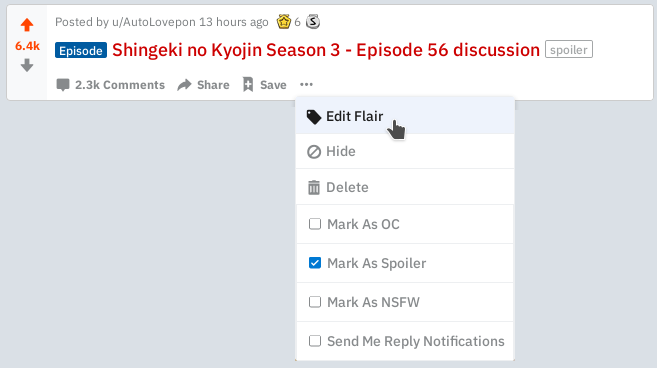 Posted by u/AutoLovepon 13 hours ago 6 S
6.4k
Episode Shingeki no Kyojin Season 3 - Episode 56 discussion spoiler
2.3k Comments Share Save
Edit Flair
Hide
Delete
Mark As OC
Mark As Spoiler
Mark As NSFW
Send Me Reply Notifications